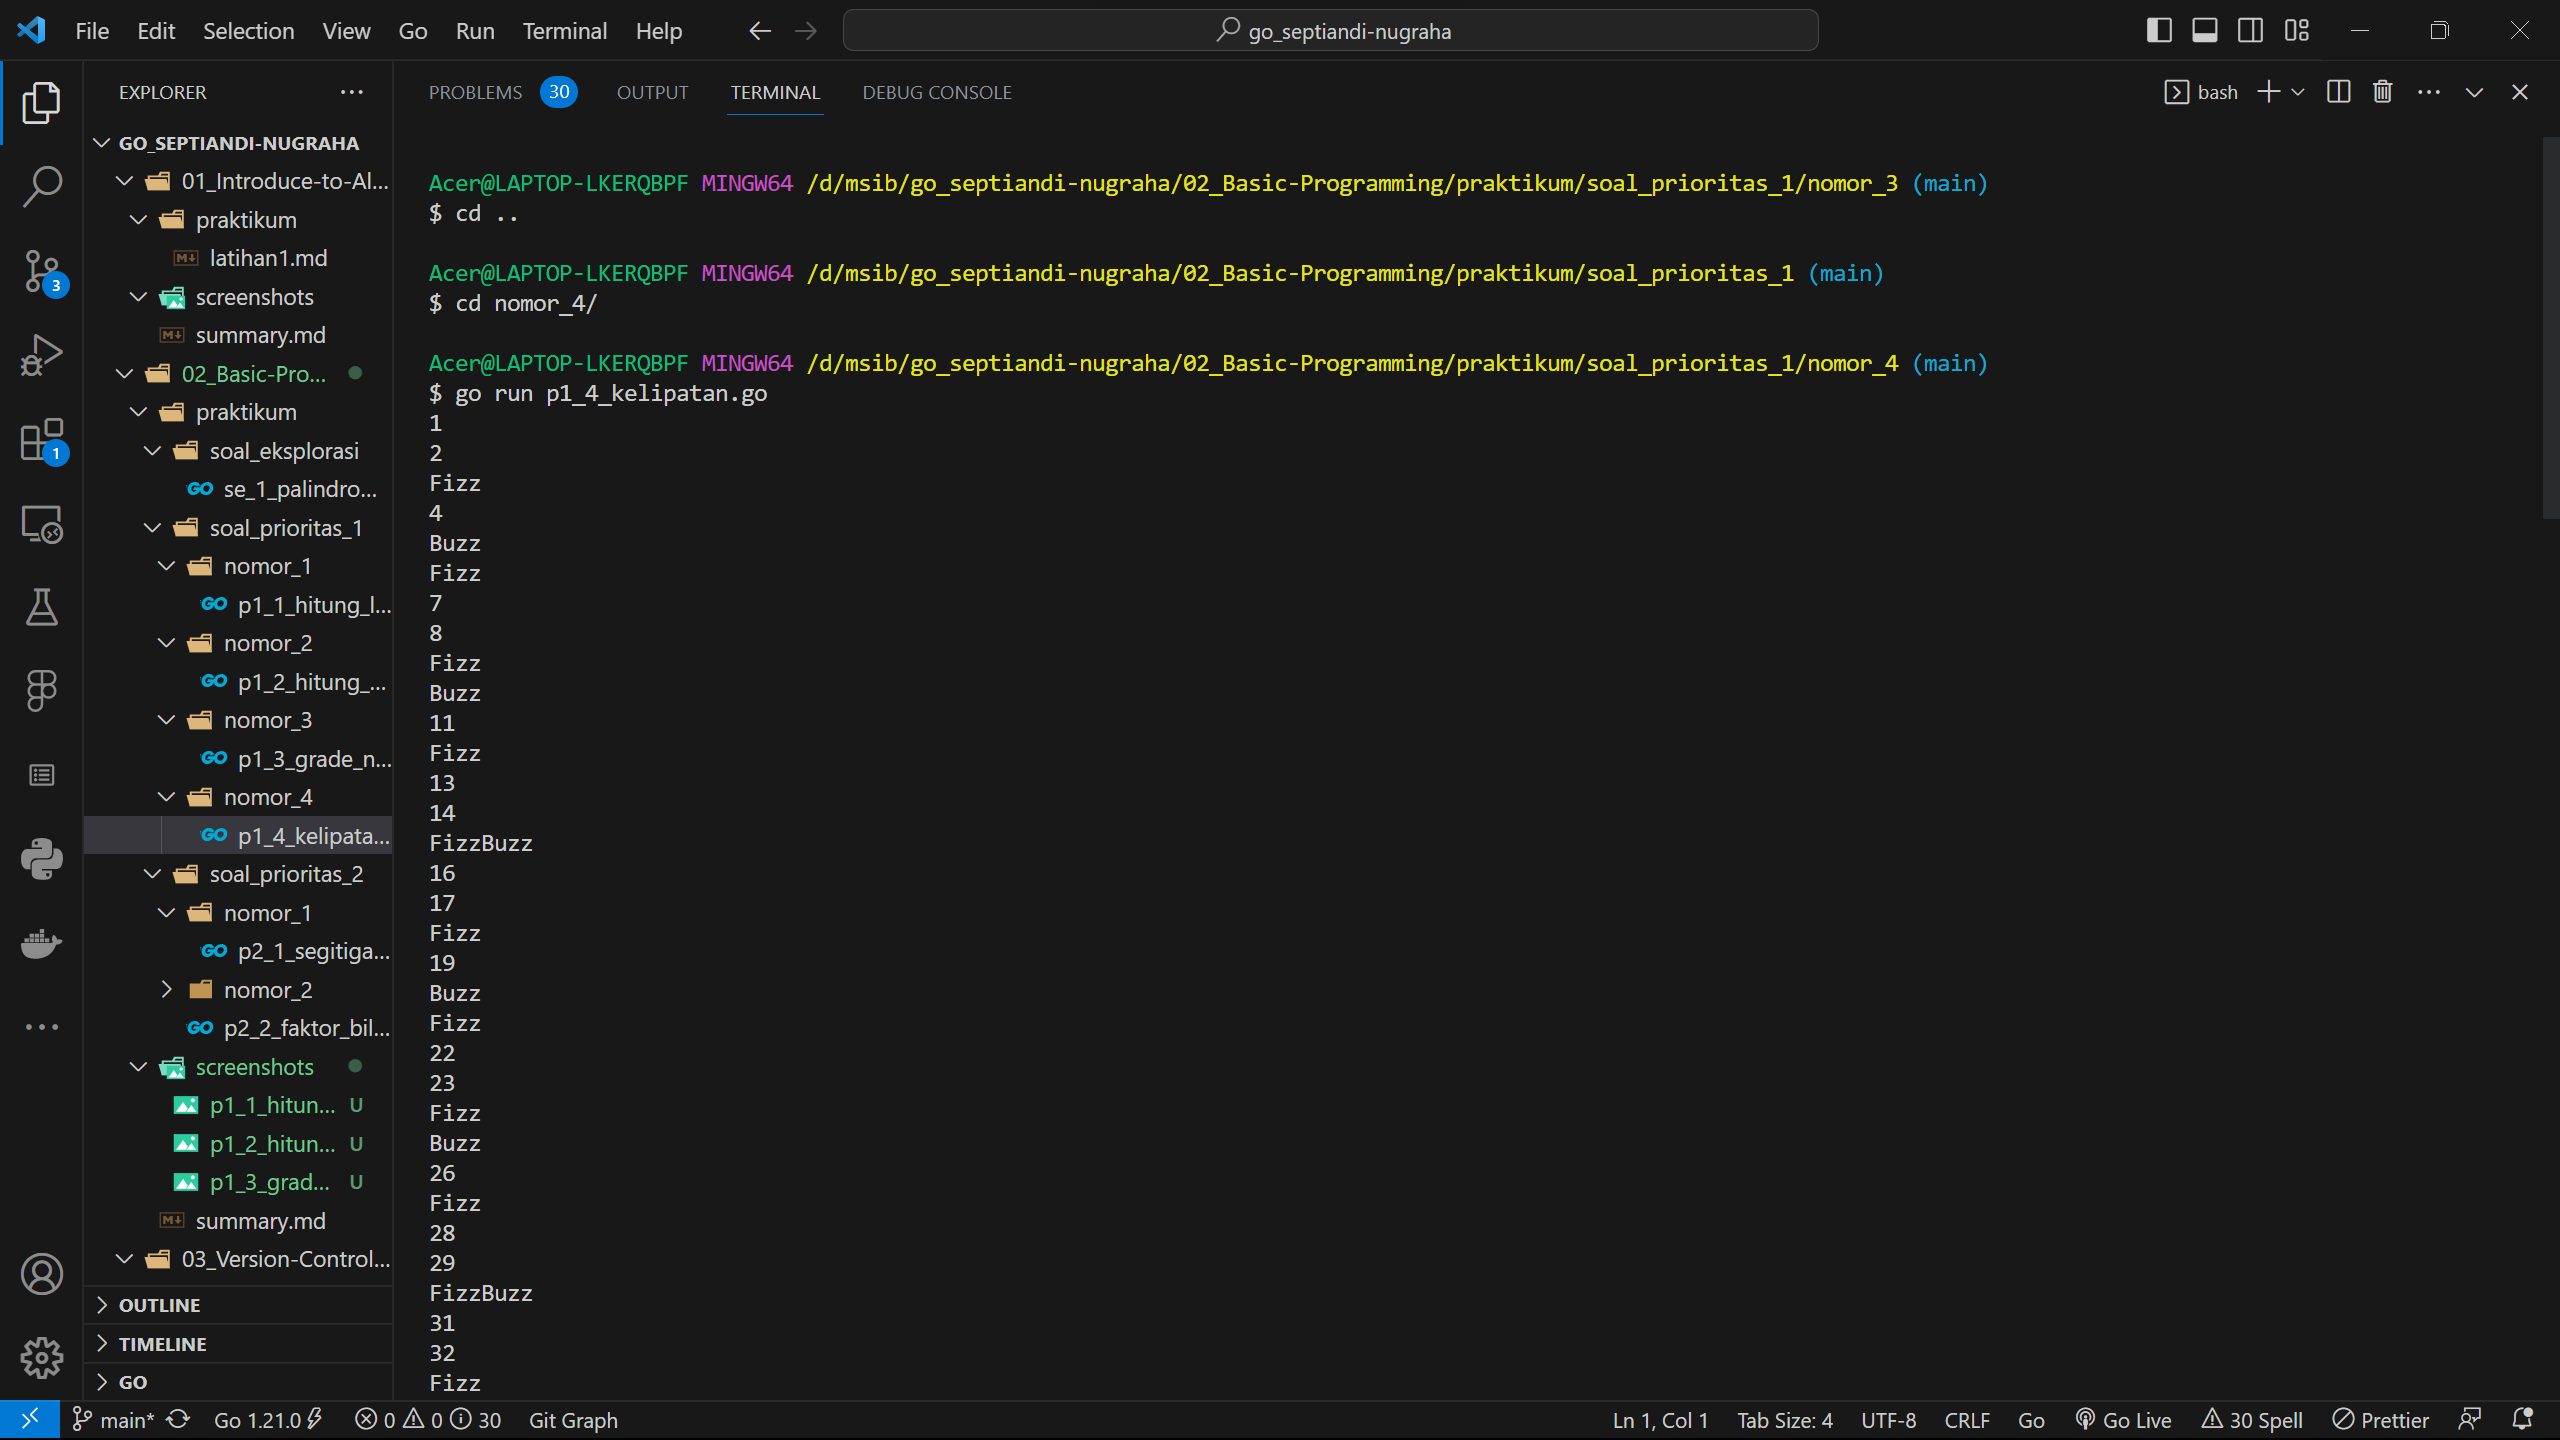 File Edit Selection View Go Run Terminal Help
go_septiandi-nugraha
EXPLORER
GO_SEPTIANDI-NUGRAHA
01_Introduce-to-Al...
praktikum
latihan1.md
screenshots
summary.md
02_Basic-Pro...
praktikum
soal_eksplorasi
se_1_palindro...
soal_prioritas_1
nomor_1
p1_1_hitung_l...
nomor_2
p1_2_hitung_...
nomor_3
p1_3_grade_n...
nomor_4
p1_4_kelipata...
soal_prioritas_2
nomor_1
p2_1_segitiga...
nomor_2
p2_2_faktor_bil...
screenshots
p1_1_hitun... U
p1_2_hitun... U
p1_3_grad... U
summary.md
03_Version-Control...
OUTLINE
TIMELINE
GO
3
1
PROBLEMS 30 OUTPUT TERMINAL DEBUG CONSOLE
bash
Acer@LAPTOP-LKERQBPF MINGW64 /d/msib/go_septiandi-nugraha/02_Basic-Programming/praktikum/soal_prioritas_1/nomor_3 (main)
$ cd ..
Acer@LAPTOP-LKERQBPF MINGW64 /d/msib/go_septiandi-nugraha/02_Basic-Programming/praktikum/soal_prioritas_1 (main)
$ cd nomor_4/
Acer@LAPTOP-LKERQBPF MINGW64 /d/msib/go_septiandi-nugraha/02_Basic-Programming/praktikum/soal_prioritas_1/nomor_4 (main)
$ go run p1_4_kelipatan.go
1
2
Fizz
4
Buzz
Fizz
7
8
Fizz
Buzz
11
Fizz
13
14
FizzBuzz
16
17
Fizz
19
Buzz
Fizz
22
23
Fizz
Buzz
26
Fizz
28
29
FizzBuzz
31
32
Fizz
main* Go 1.21.0 0 0 30 Git Graph
Ln 1, Col 1 Tab Size: 4 UTF-8 CRLF Go Go Live 30 Spell Prettier